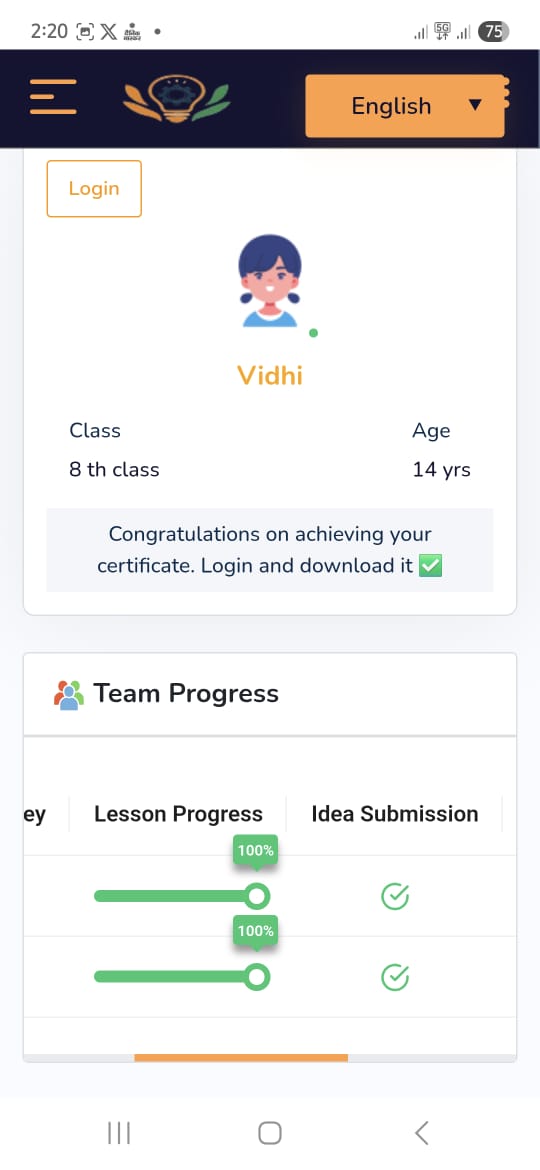 2:20
5G
75
English ▼
Login
Vidhi
Class Age
8 th class 14 yrs
Congratulations on achieving your
certificate. Login and download it ✅
Team Progress
ey Lesson Progress Idea Submission
100%
100%